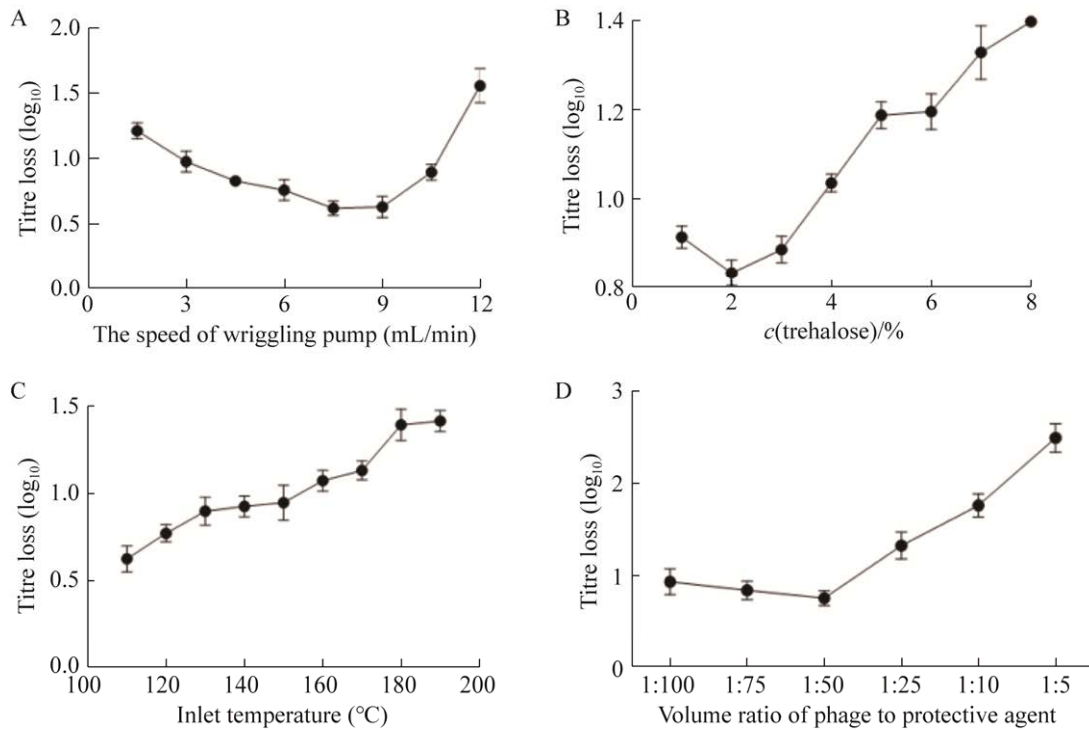 A
2.0
1.5
1.0
0.5
0.0
0 3 6 9 12
Titre loss (log₁₀)
The speed of wriggling pump (mL/min)
B
1.4
1.2
1.0
0.8
0 2 4 6 8
Titre loss (log₁₀)
c(trehalose)/%
C
1.5
1.0
0.5
0.0
100 120 140 160 180 200
Titre loss (log₁₀)
Inlet temperature (°C)
D
3
2
1
0
1:100 1:75 1:50 1:25 1:10 1:5
Titre loss (log₁₀)
Volume ratio of phage to protective agent